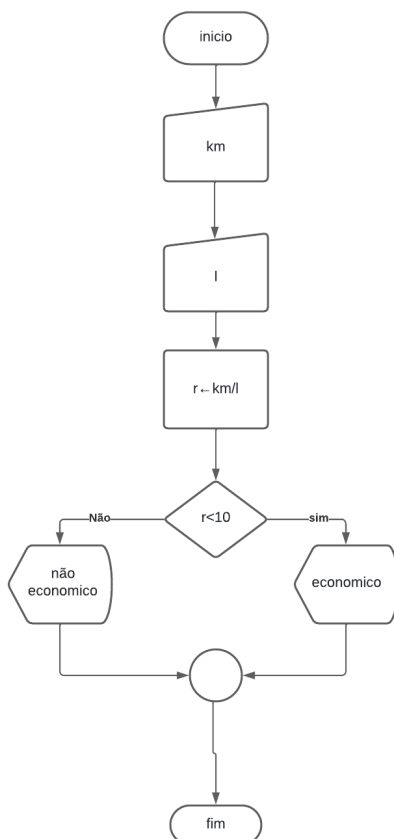 inicio
km
l
r←km/l
r<10
Não
sim
não
economico
economico
fim